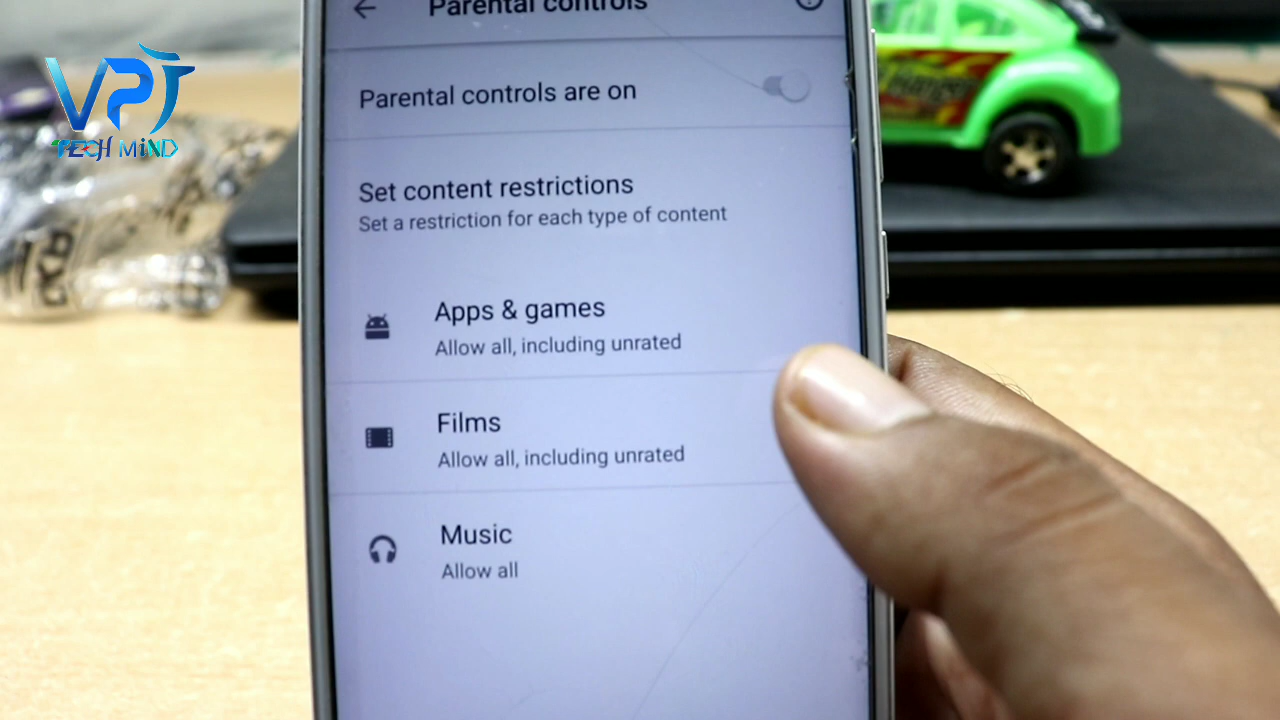 VPT
TECH MiND
Parental controls
Parental controls are on
Set content restrictions
Set a restriction for each type of content
Apps & games
Allow all, including unrated
Films
Allow all, including unrated
Music
Allow all